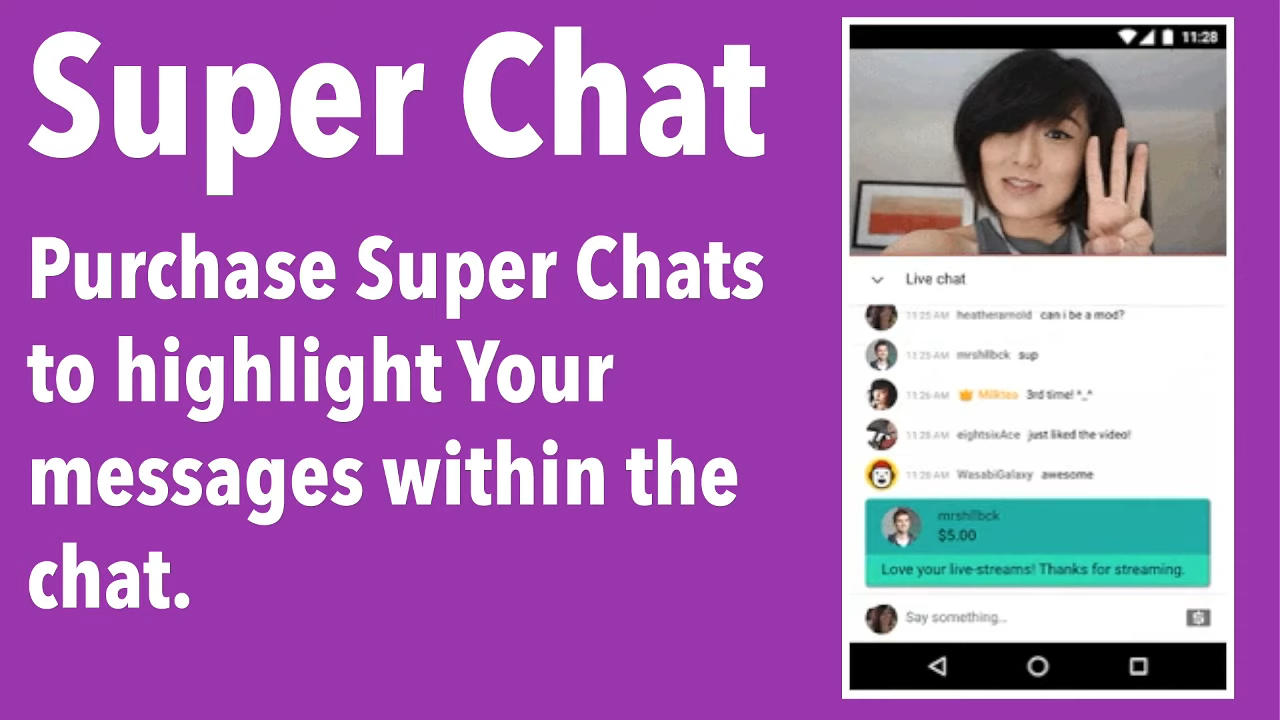 Super Chat
Purchase Super Chats
to highlight Your
messages within the
chat.
11:28
Live chat
11:25 AM heatherarnold can i be a mod?
11:25 AM mrshllbck sup
11:26 AM Milktea 3rd time! ^_^
11:28 AM eightsixAce just liked the video!
11:28 AM WasabiGalaxy awesome
mrshllbck
$5.00
Love your live-streams! Thanks for streaming.
Say something...